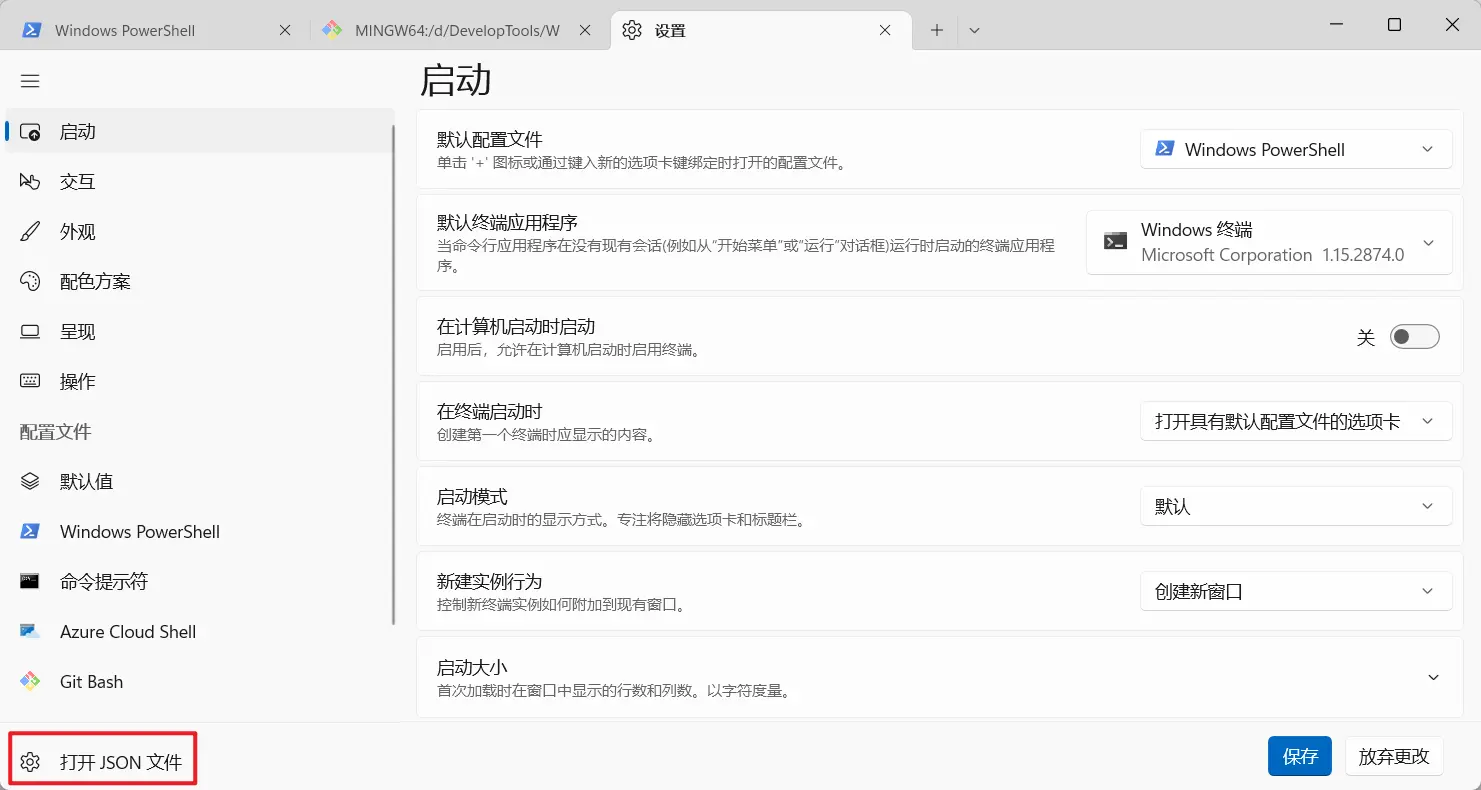 Windows PowerShell
MINGW64:/d/DevelopTools/W
设置
启动
交互
外观
配色方案
呈现
操作
配置文件
默认值
Windows PowerShell
命令提示符
Azure Cloud Shell
Git Bash
打开 JSON 文件
启动
默认配置文件
单击 '+' 图标或通过键入新的选项卡键绑定时打开的配置文件。
Windows PowerShell
默认终端应用程序
当命令行应用程序在没有现有会话(例如从“开始菜单”或“运行”对话框)运行时启动的终端应用程
序。
Windows 终端
Microsoft Corporation 1.15.2874.0
在计算机启动时启动
启用后，允许在计算机启动时启用终端。
关
在终端启动时
创建第一个终端时应显示的内容。
打开具有默认配置文件的选项卡
启动模式
终端在启动时的显示方式。专注将隐藏选项卡和标题栏。
默认
新建实例行为
控制新终端实例如何附加到现有窗口。
创建新窗口
启动大小
首次加载时在窗口中显示的行数和列数。以字符度量。
保存
放弃更改